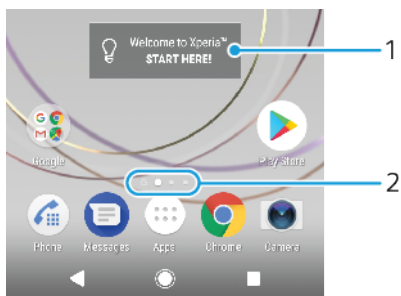 Welcome to Xperia™
START HERE!
1
Google
Play Store
2
Phone Messages Apps Chrome Camera